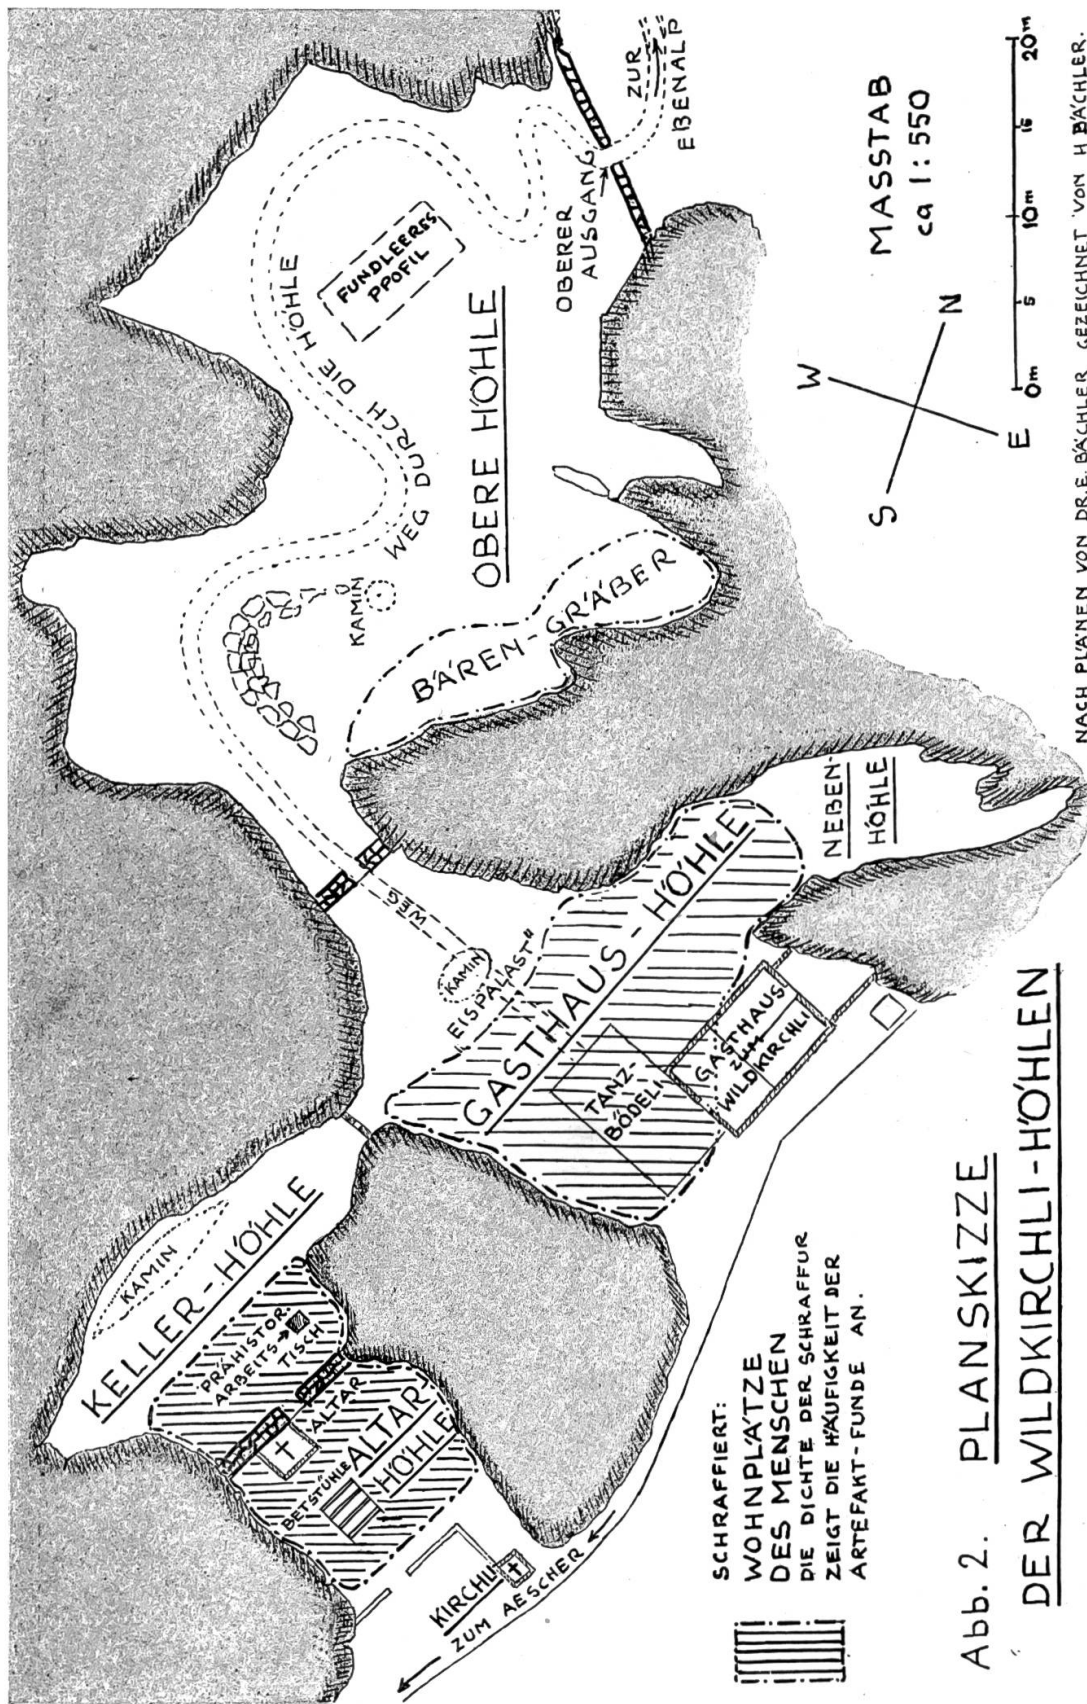 ZUR
EBENALP
OBERER
AUSGANG
FUNDLEERES
PPOFIL
WEG DURCH DIE HÖHLE
OBERE HÖHLE
KAMIN
BÄREN-GRÄBER
WEG
KAMIN
EISPALAST"
GASTHAUS-HÖHLE
NEBEN-
HÖHLE
TANZ-
BÖDELI
GASTHAUS
ZUM
WILDKIRCHLI
KELLER-HÖHLE
KAMIN
PRÄHISTOR.
ARBEITS→
TISCH
ALTAR
ALTAR
HÖHLE
BETSTÜHLE
KIRCHLI
ZUM AESCHER
MASSTAB
ca 1:550
W
N
S
E
0m 5 10m 15 20m
SCHRAFFIERT:
WOHNPLÄTZE
DES MENSCHEN
DIE DICHTE DER SCHRAFFUR
ZEIGT DIE HÄUFIGKEIT DER
ARTEFAKT-FUNDE AN.
Abb. 2. PLANSKIZZE
DER WILDKIRCHLI-HÖHLEN
NACH PLÄNEN VON DR. E. BÄCHLER GEZEICHNET VON H BÄCHLER.